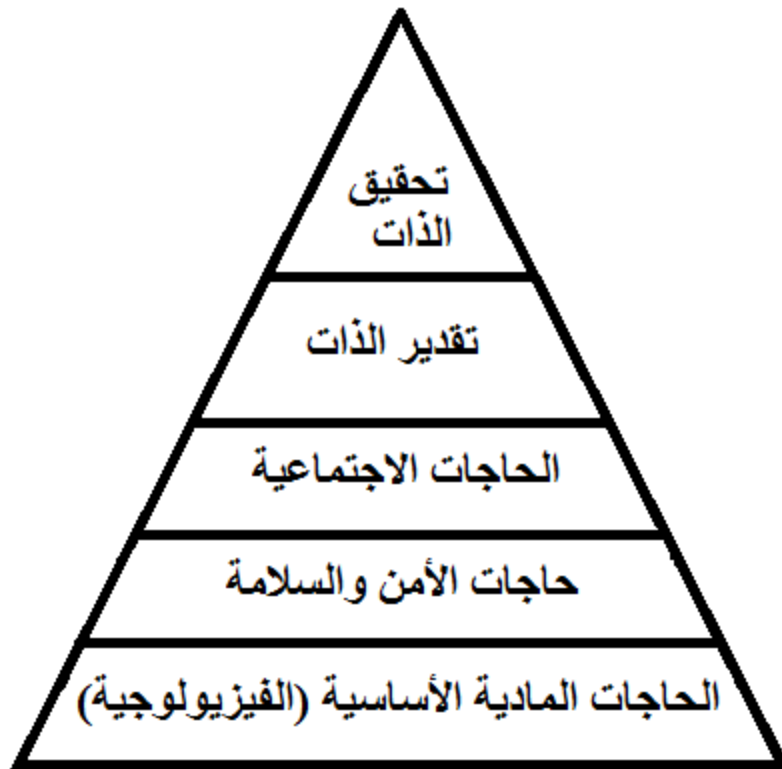 تحقيق
الذات
تقدير الذات
الحاجات الاجتماعية
حاجات الأمن والسلامة
الحاجات المادية الأساسية (الفيزيولوجية)